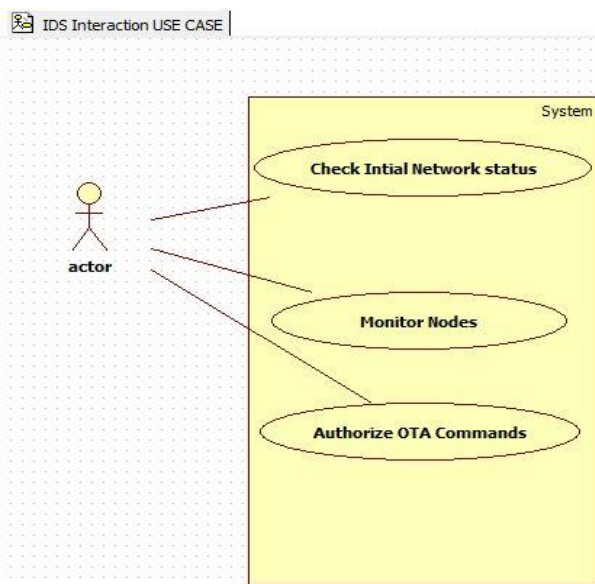 IDS Interaction USE CASE
System
Check Intial Network status
actor
Monitor Nodes
Authorize OTA Commands